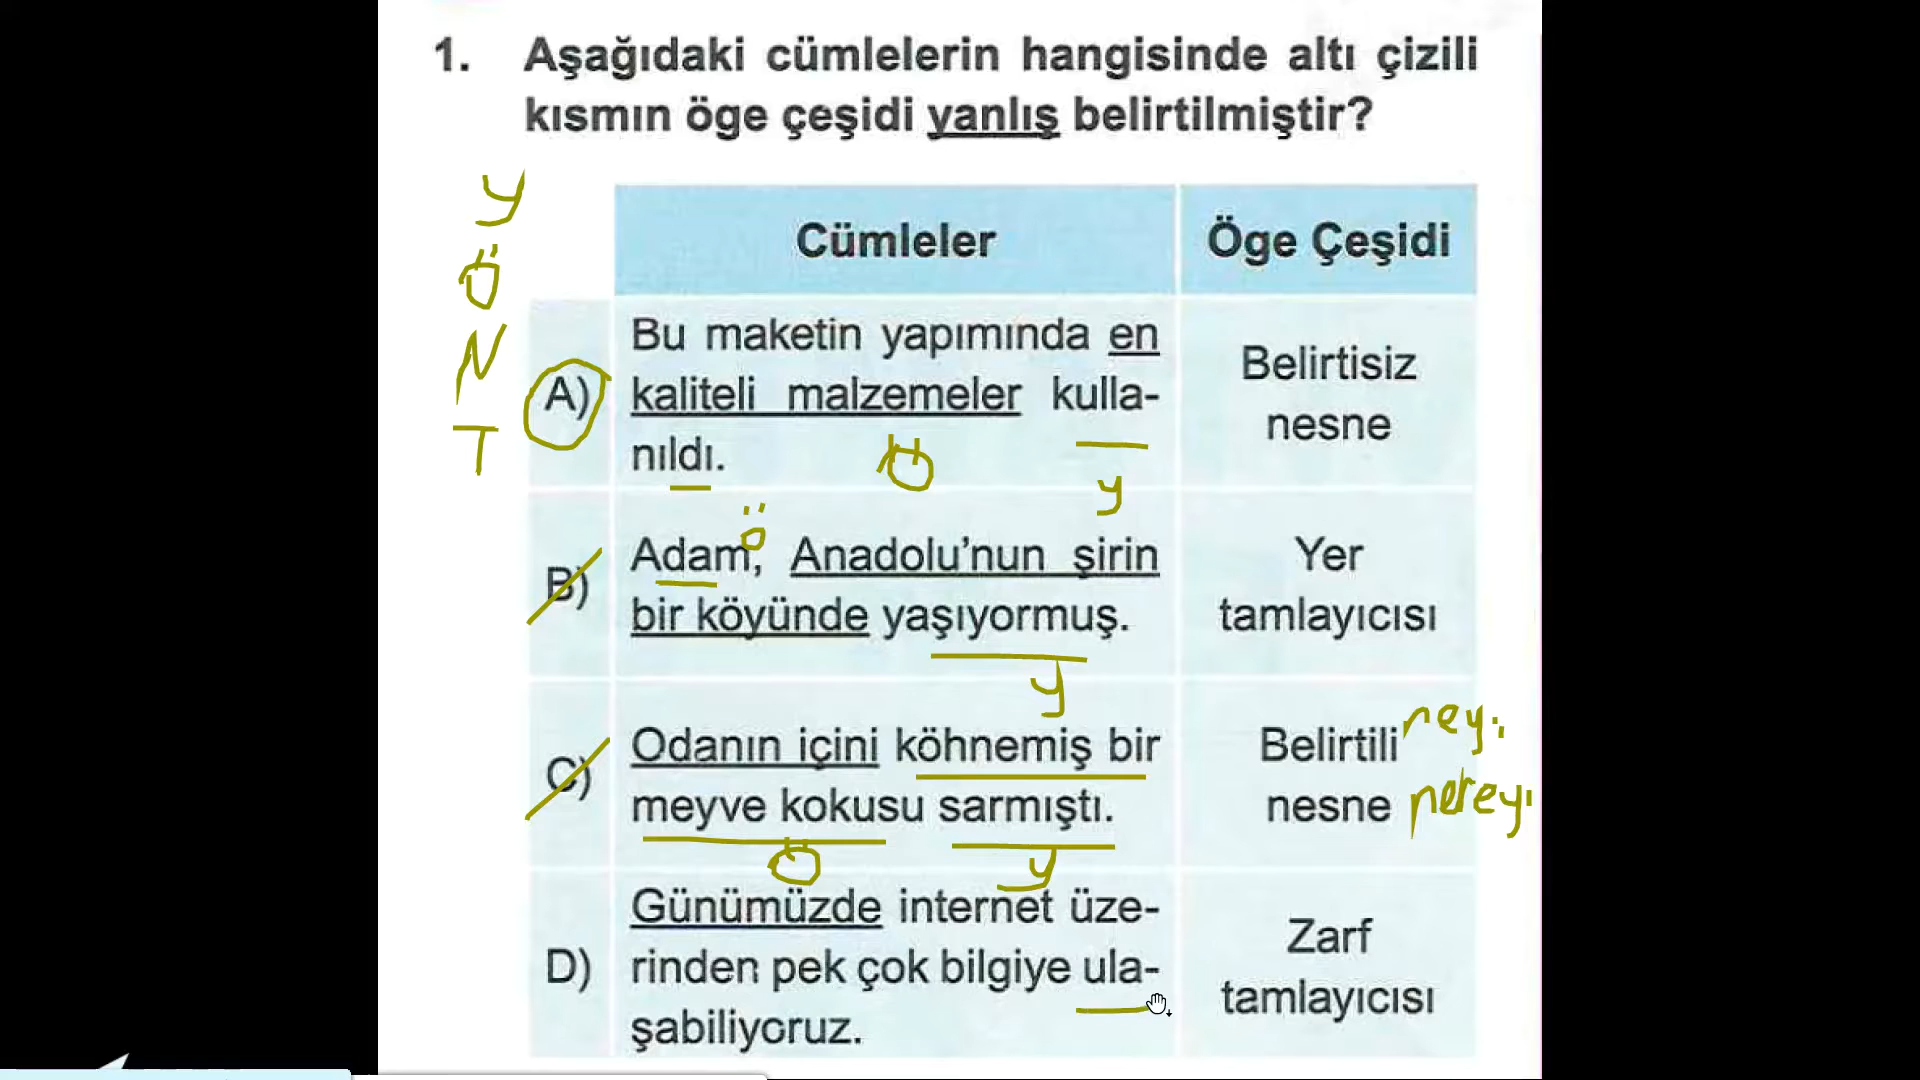 1. Aşağıdaki cümlelerin hangisinde altı çizili
kısmın öge çeşidi yanlış belirtilmiştir?
Y
Ö
N
T
Cümleler
Öge Çeşidi
A)
Bu maketin yapımında en
kaliteli malzemeler kulla-
nıldı.
Belirtisiz
nesne
Ö
y
B)
ö
Adam, Anadolu'nun şirin
bir köyünde yaşıyormuş.
Yer
tamlayıcısı
y
C)
Odanın içini köhnemiş bir
meyve kokusu sarmıştı.
Belirtili
nesne
neyi
nereyi
Ö
y
D)
Günümüzde internet üze-
rinden pek çok bilgiye ula-
şabiliyoruz.
Zarf
tamlayıcısı